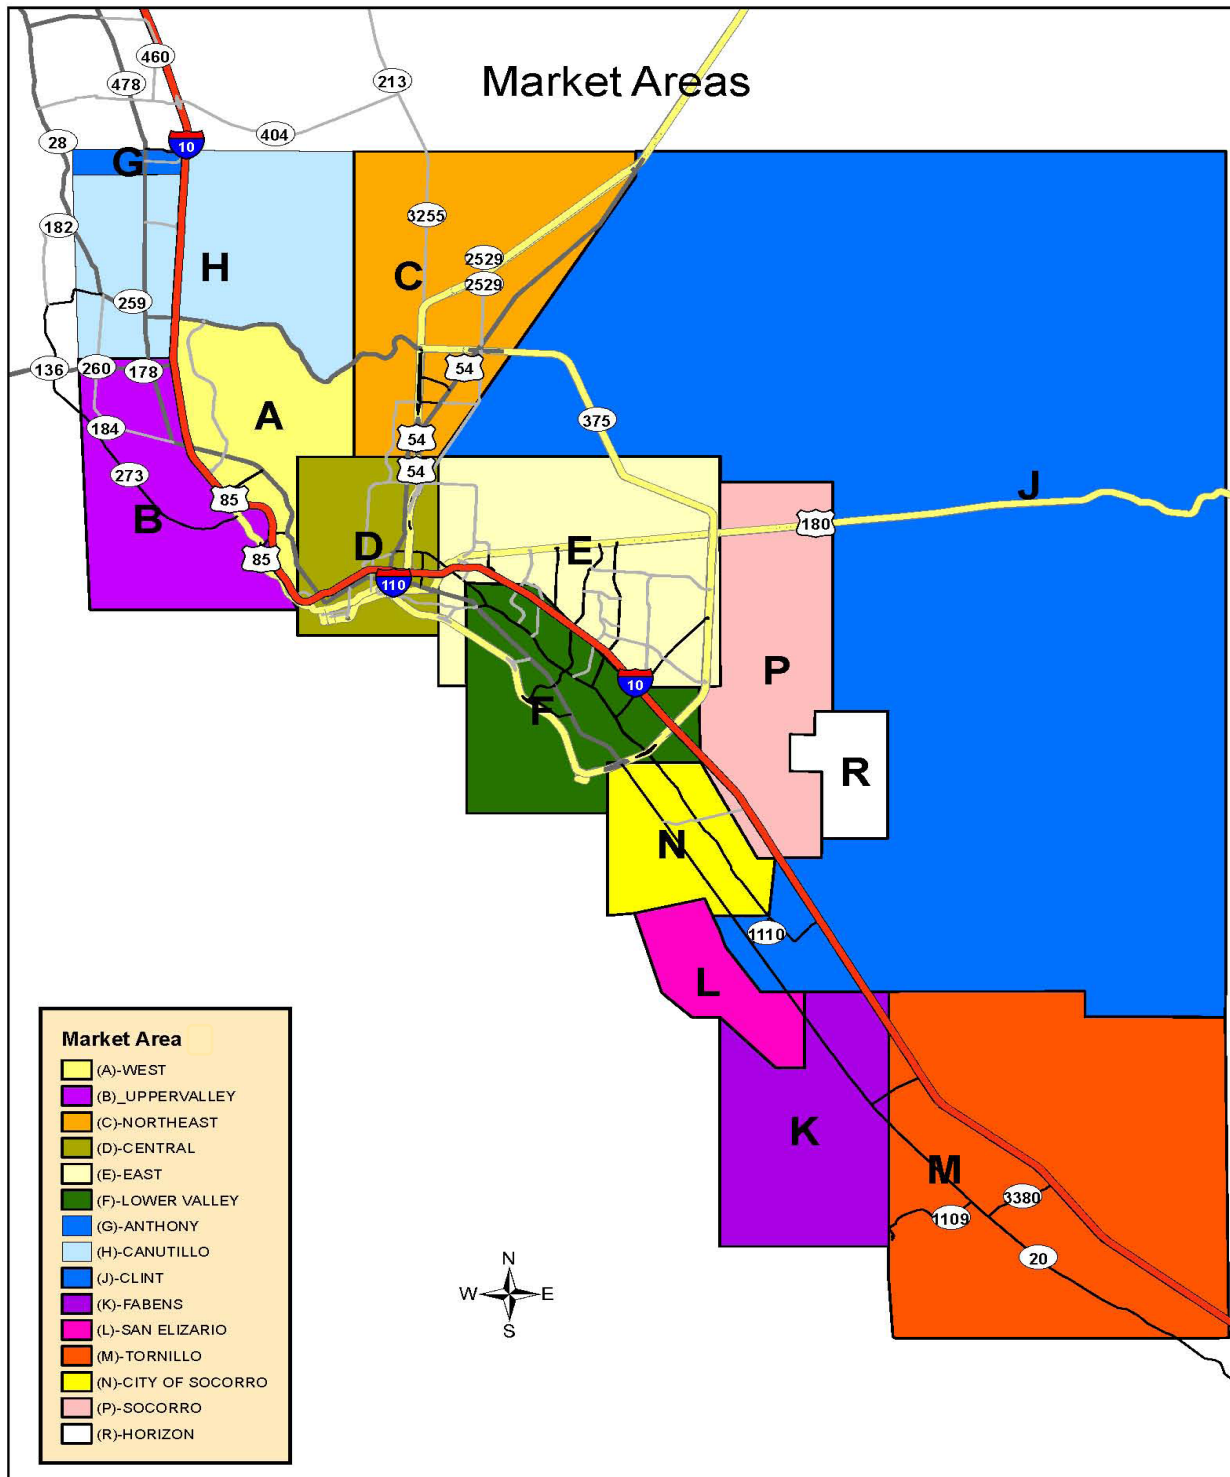 Market Areas
460
478
213
404
28
10
G
3255
182
H
C
2529
2529
259
136
260
178
54
A
375
184
54
54
273
85
J
B
180
D
E
85
110
P
10
F
R
N
1110
L
K
M
3380
1109
20
Market Area
(A)-WEST
(B)_UPPERVALLEY
(C)-NORTHEAST
(D)-CENTRAL
(E)-EAST
(F)-LOWER VALLEY
(G)-ANTHONY
(H)-CANUTILLO
(J)-CLINT
(K)-FABENS
(L)-SAN ELIZARIO
(M)-TORNILLO
(N)-CITY OF SOCORRO
(P)-SOCORRO
(R)-HORIZON
N
W E
S